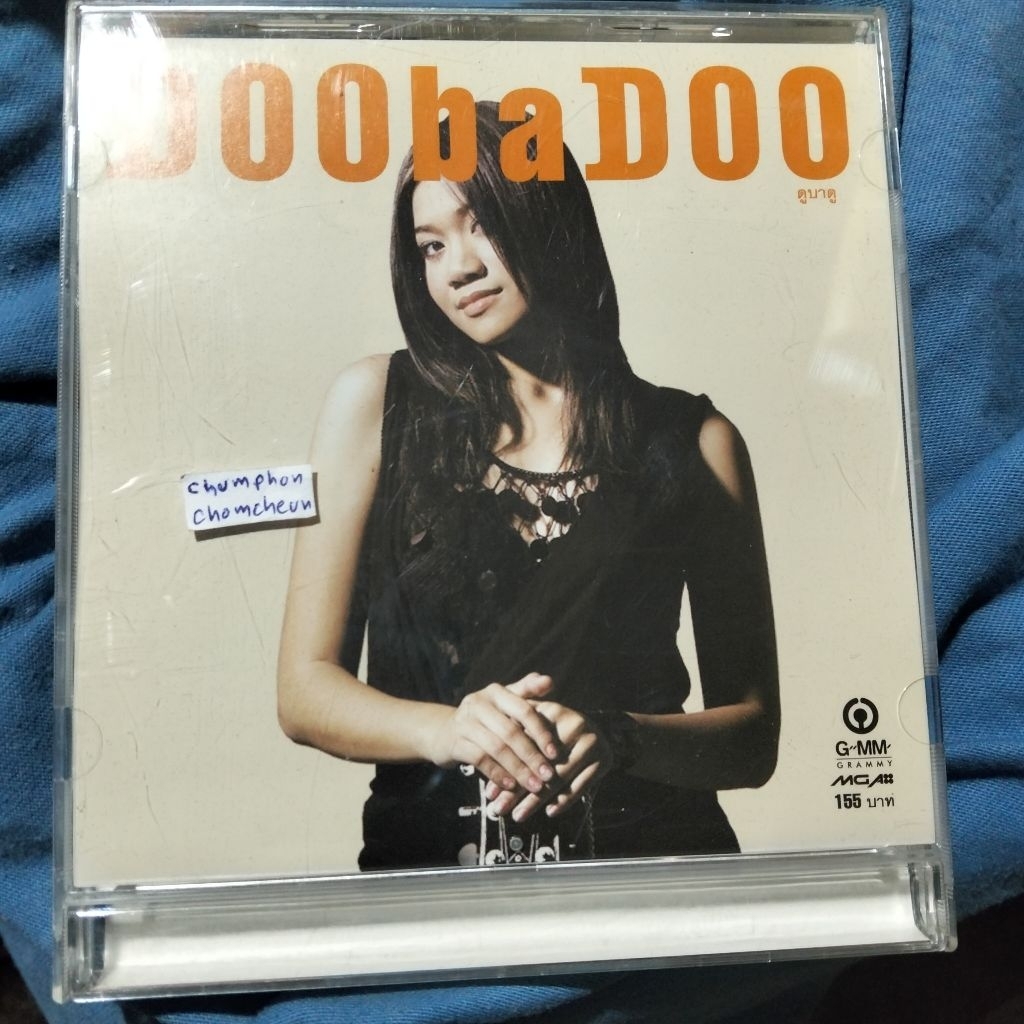 DOObaDOO
ดูบาดู
chumphon
chomcheun
G"MM'
GRAMMY
MGA
155 บาท